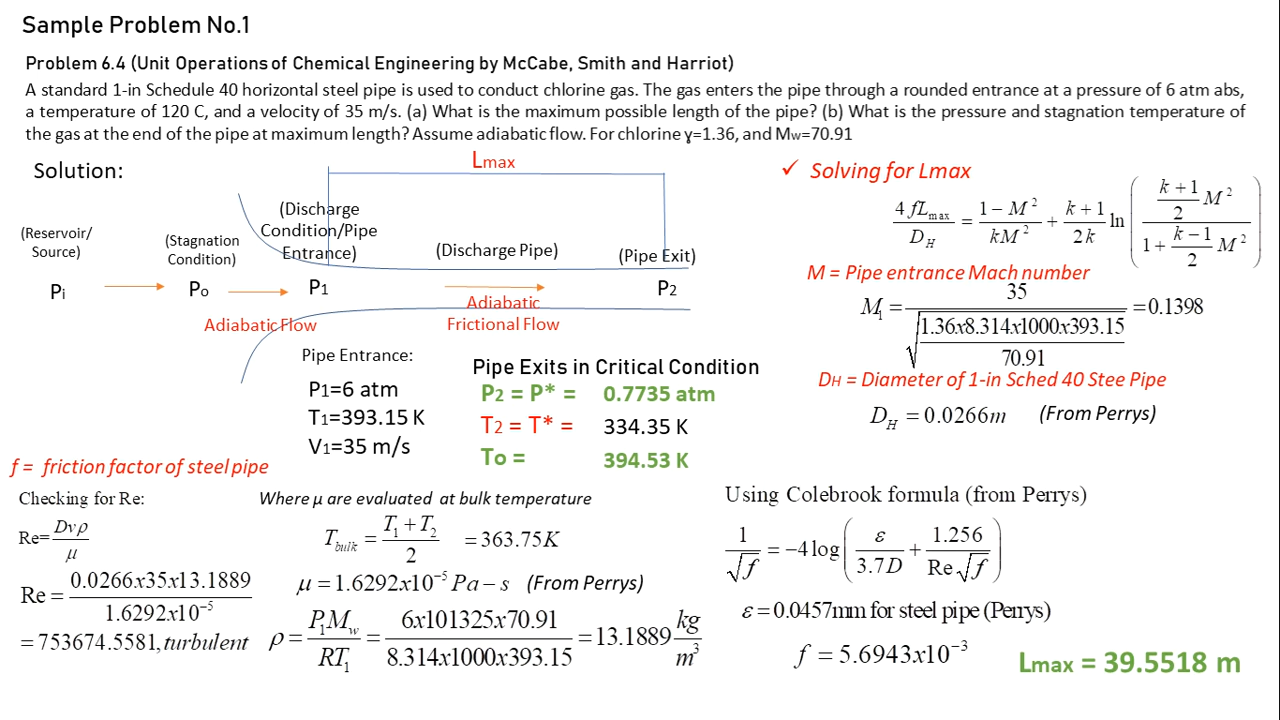 Sample Problem No.1
Problem 6.4 (Unit Operations of Chemical Engineering by McCabe, Smith and Harriot)
A standard 1-in Schedule 40 horizontal steel pipe is used to conduct chlorine gas. The gas enters the pipe through a rounded entrance at a pressure of 6 atm abs,
a temperature of 120 C, and a velocity of 35 m/s. (a) What is the maximum possible length of the pipe? (b) What is the pressure and stagnation temperature of
the gas at the end of the pipe at maximum length? Assume adiabatic flow. For chlorine ɣ=1.36, and Mw=70.91
Solution:
Lmax
(Reservoir/
Source)
Pi
(Stagnation
Condition)
Po
(Discharge
Condition/Pipe
Entrance)
P1
(Discharge Pipe)
(Pipe Exit)
P2
Adiabatic Flow
Adiabatic
Frictional Flow
Pipe Entrance:
P1=6 atm
T1=393.15 K
V1=35 m/s
Pipe Exits in Critical Condition
P2 = P* = 0.7735 atm
T2 = T* = 334.35 K
To = 394.53 K
✓ Solving for Lmax
4 fLmax / DH = (1 − M²) / kM² + (k + 1) / 2k ln( ((k + 1)/2 M²) / (1 + (k − 1)/2 M²) )
M = Pipe entrance Mach number
M1 = 35 / √(1.36x8.314x1000x393.15 / 70.91) = 0.1398
DH = Diameter of 1-in Sched 40 Stee Pipe
DH = 0.0266m (From Perrys)
f = friction factor of steel pipe
Checking for Re:
Re= Dvρ / μ
Re = 0.0266x35x13.1889 / 1.6292x10⁻⁵
= 753674.5581, turbulent
Where μ are evaluated at bulk temperature
Tbulk = (T1 + T2) / 2 = 363.75K
μ = 1.6292x10⁻⁵ Pa − s (From Perrys)
ρ = P1Mw / RT1 = 6x101325x70.91 / 8.314x1000x393.15 = 13.1889 kg / m³
Using Colebrook formula (from Perrys)
1 / √f = −4 log( ε / 3.7D + 1.256 / Re√f )
ε = 0.0457mm for steel pipe (Perrys)
f = 5.6943x10⁻³
Lmax = 39.5518 m